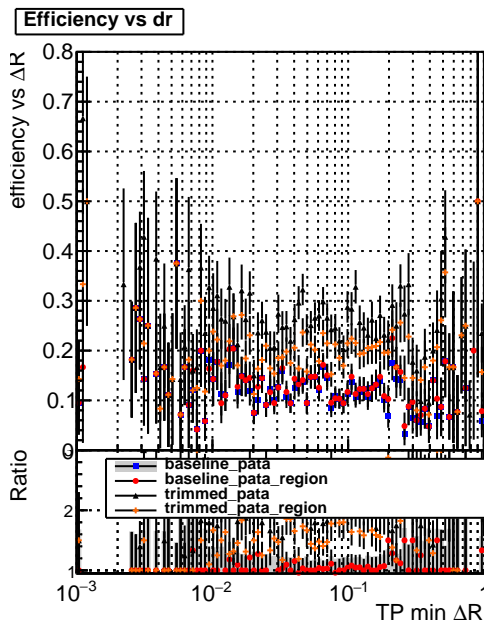 Efficiency vs dr
efficiency vs ΔR
0.8
0.7
0.6
0.5
0.4
0.3
0.2
0.1
0
Ratio
2
1
baseline_pata
baseline_pata_region
trimmed_pata
trimmed_pata_region
10⁻³
10⁻²
10⁻¹
1
TP min ΔR